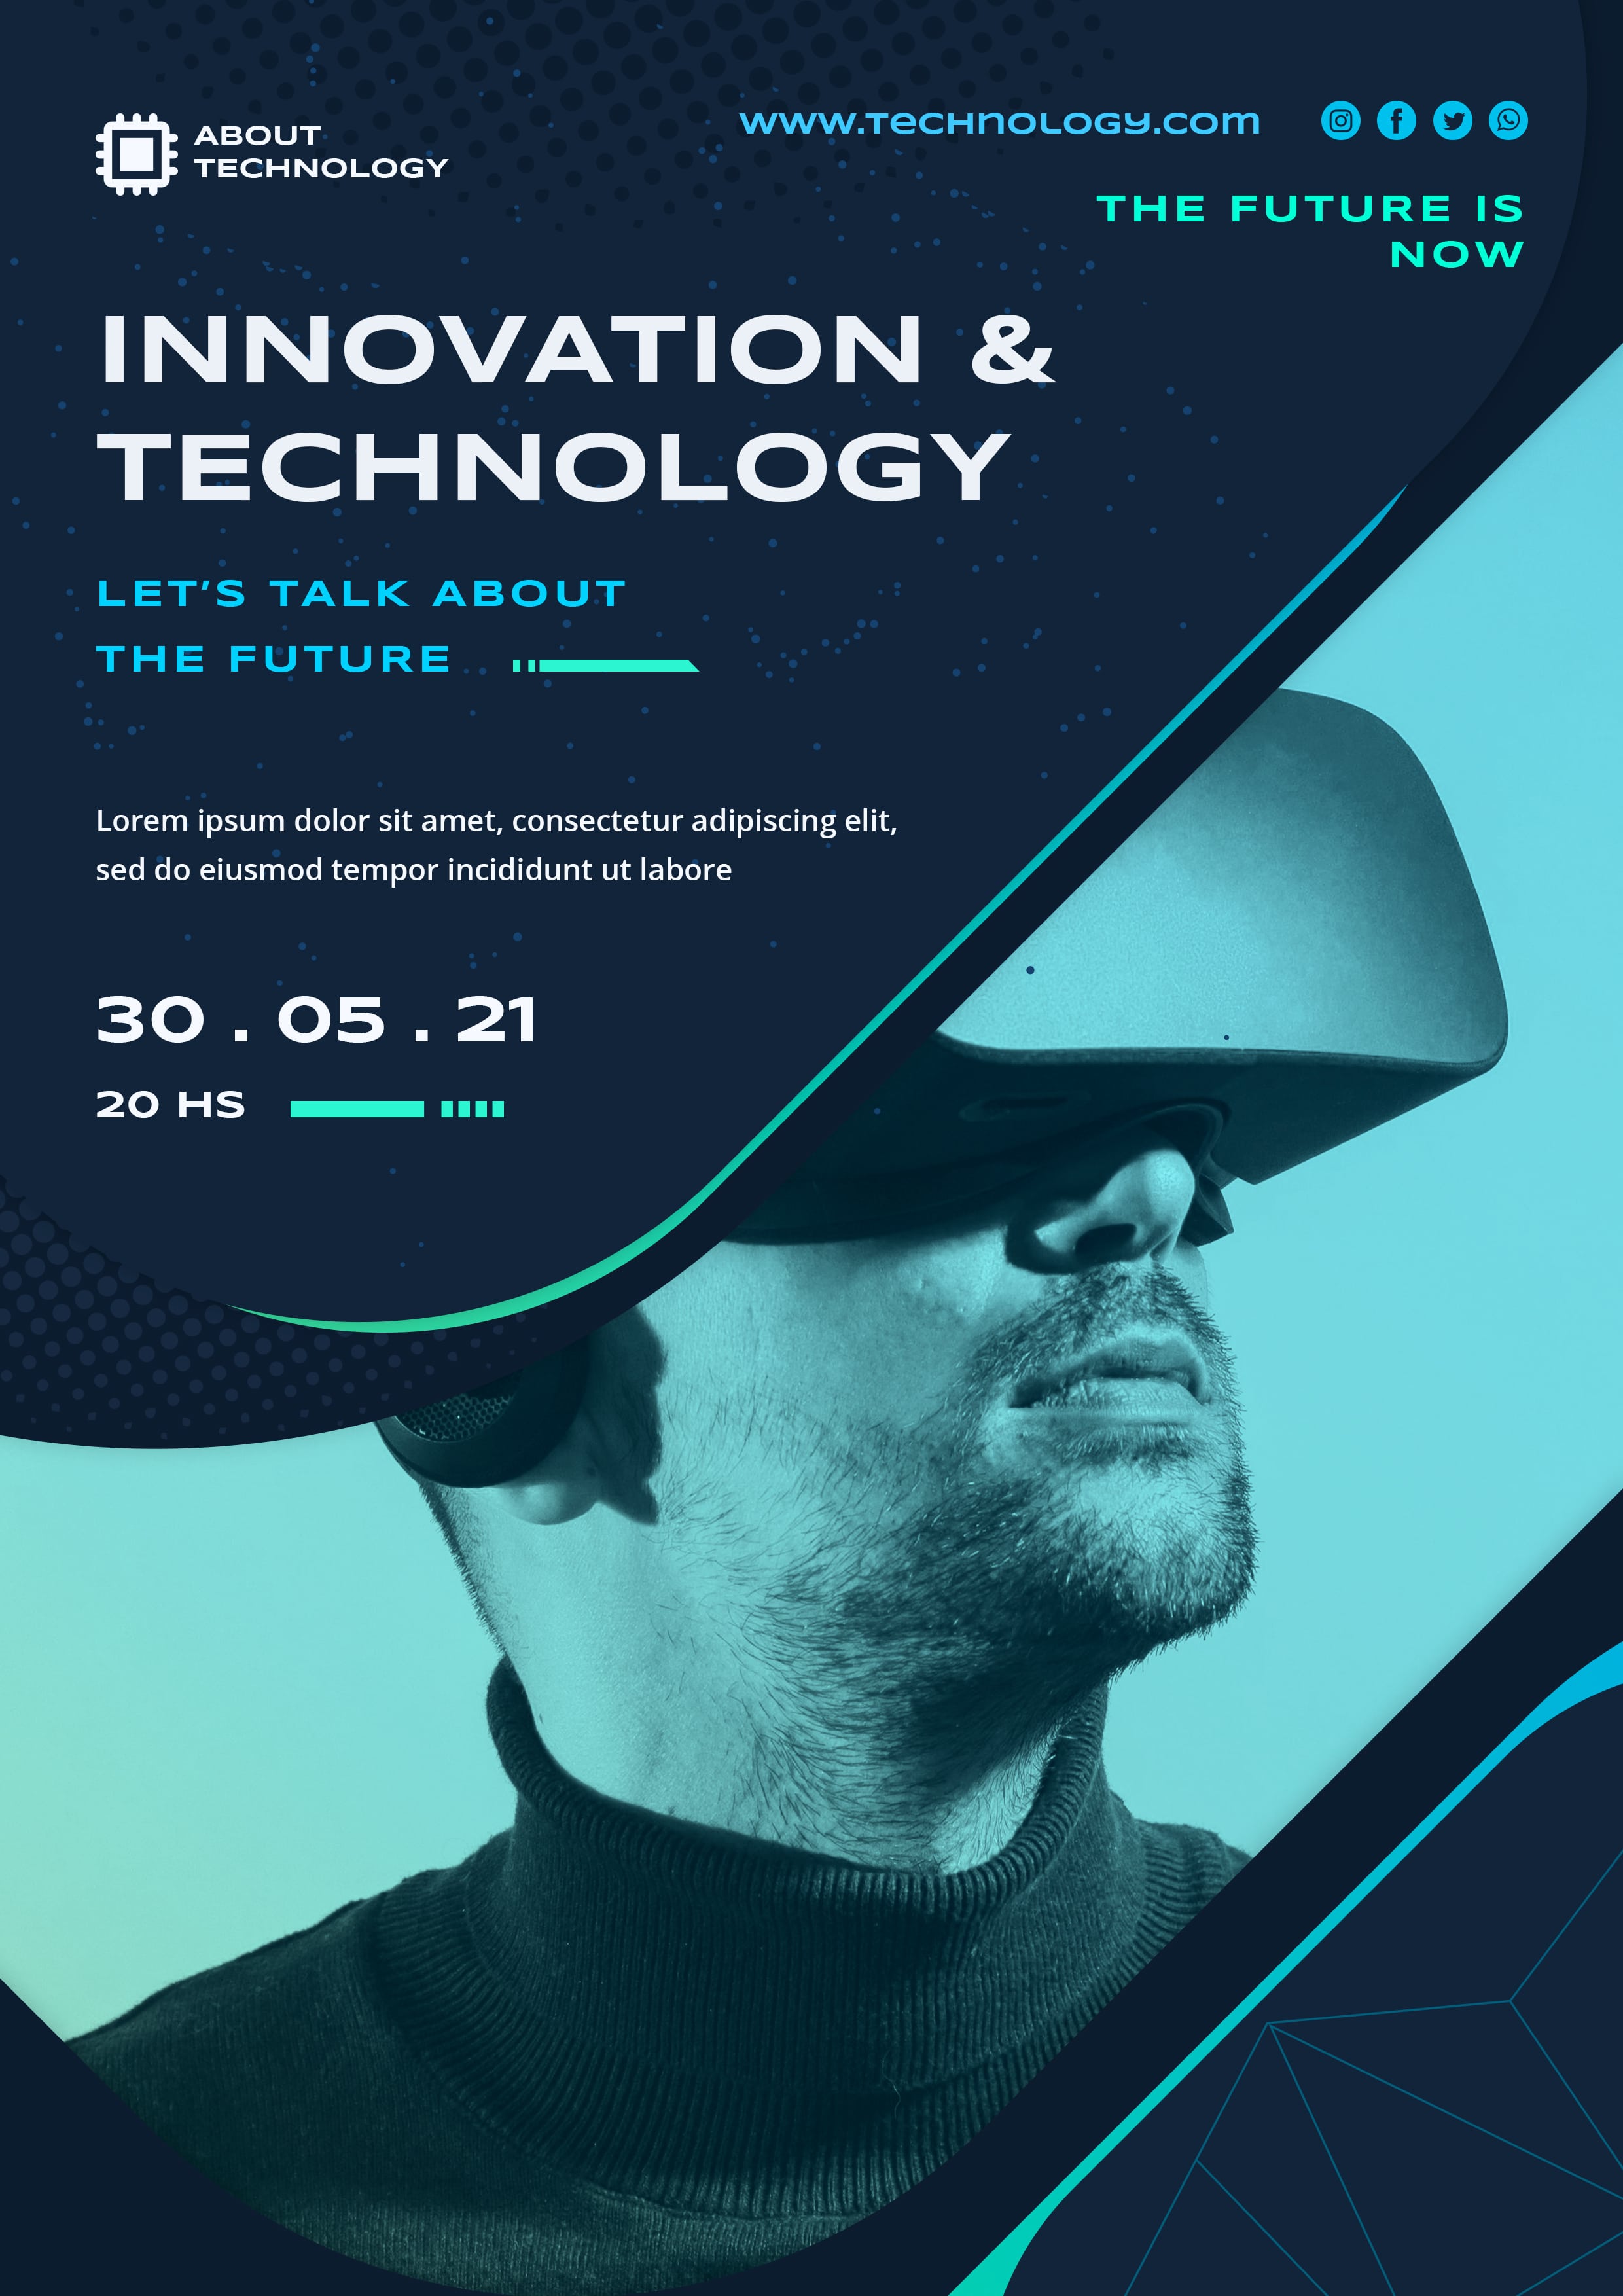 ABOUT
TECHNOLOGY
www.TECHNOLOGY.com
THE FUTURE IS
NOW
INNOVATION &
TECHNOLOGY
LET'S TALK ABOUT
THE FUTURE
Lorem ipsum dolor sit amet, consectetur adipiscing elit,
sed do eiusmod tempor incididunt ut labore
30 . 05 . 21
20 HS